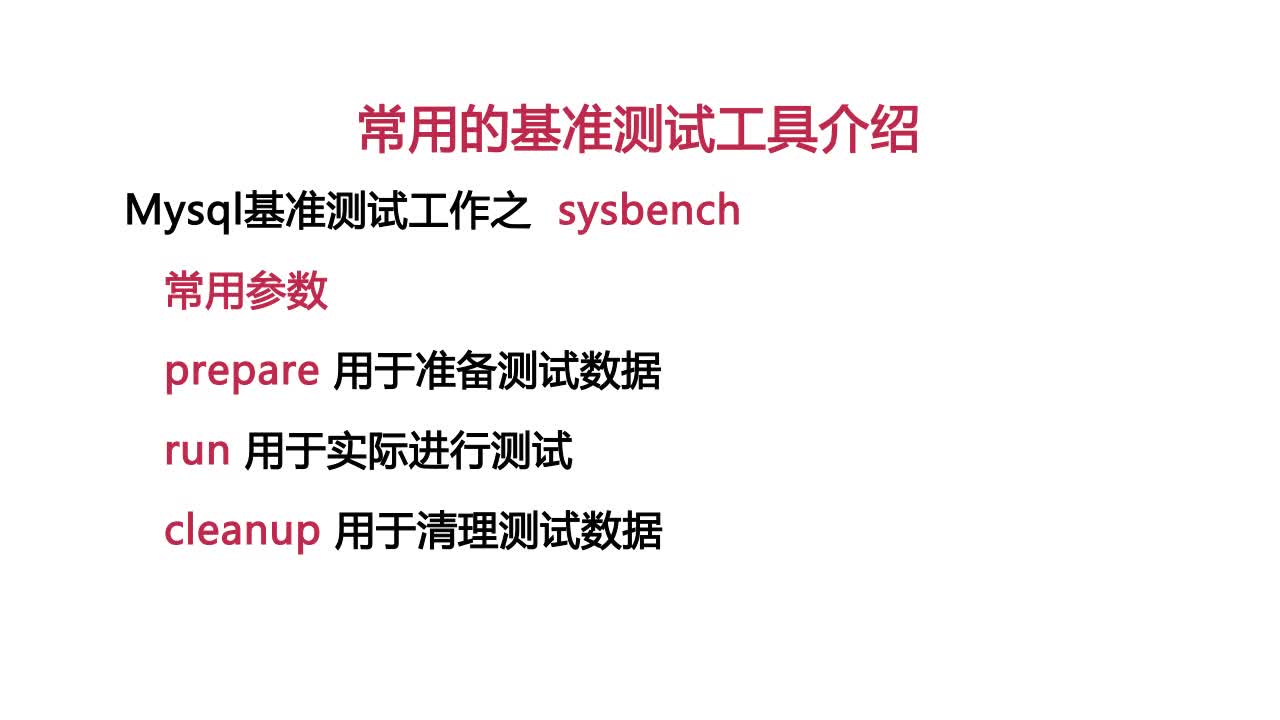 常用的基准测试工具介绍
Mysql基准测试工作之 sysbench
常用参数
prepare 用于准备测试数据
run 用于实际进行测试
cleanup 用于清理测试数据